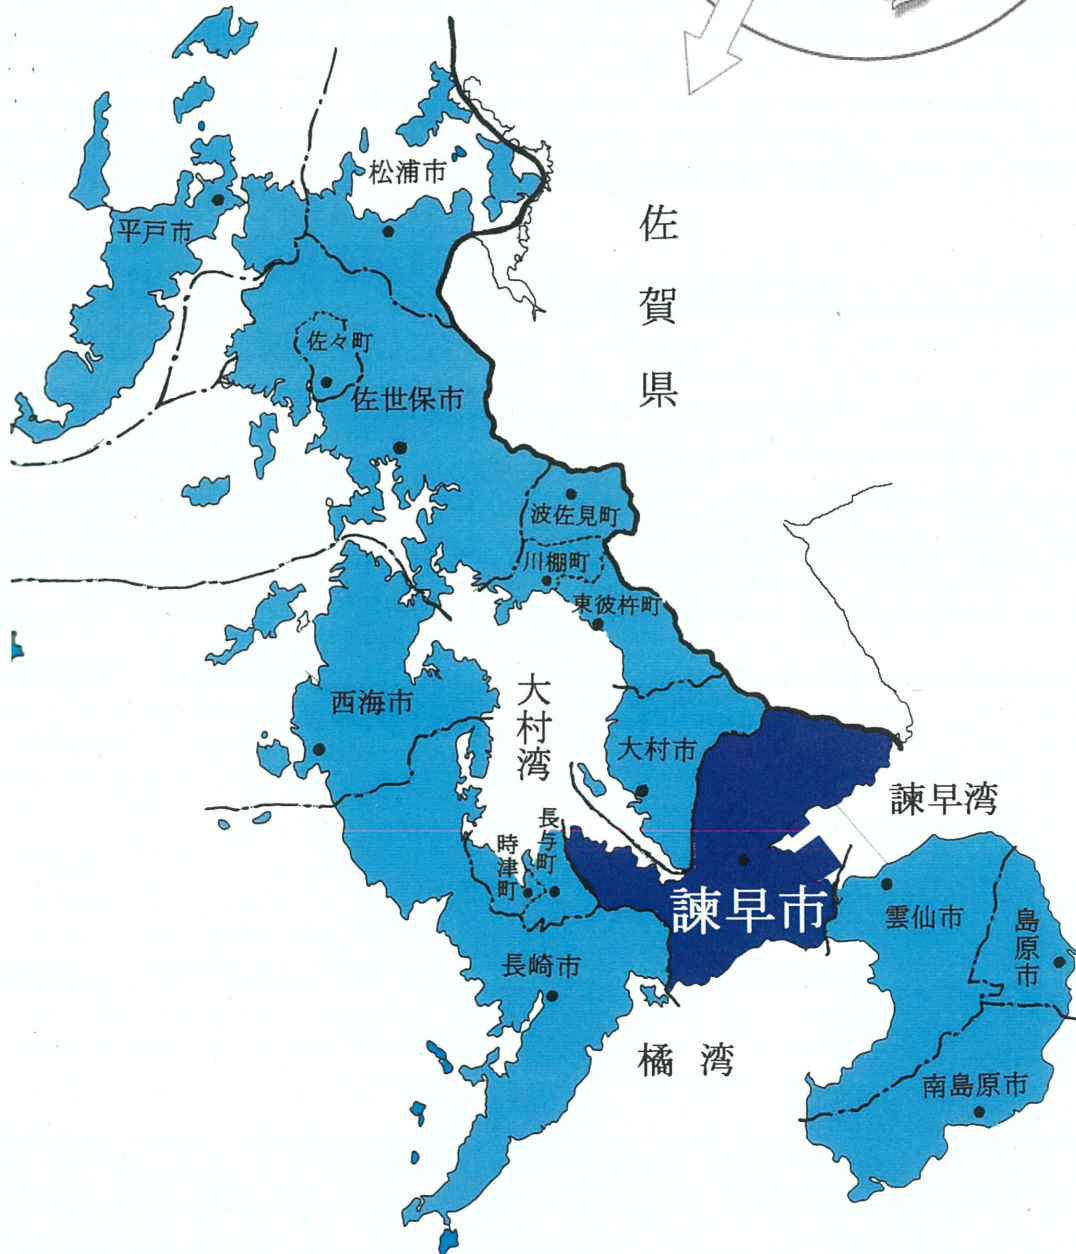 松浦市
平戸市
佐賀県
佐々町
佐世保市
波佐見町
川棚町
東彼杵町
西海市
大村湾
大村市
諫早湾
長与町
時津町
諫早市
雲仙市
島原市
長崎市
橘湾
南島原市